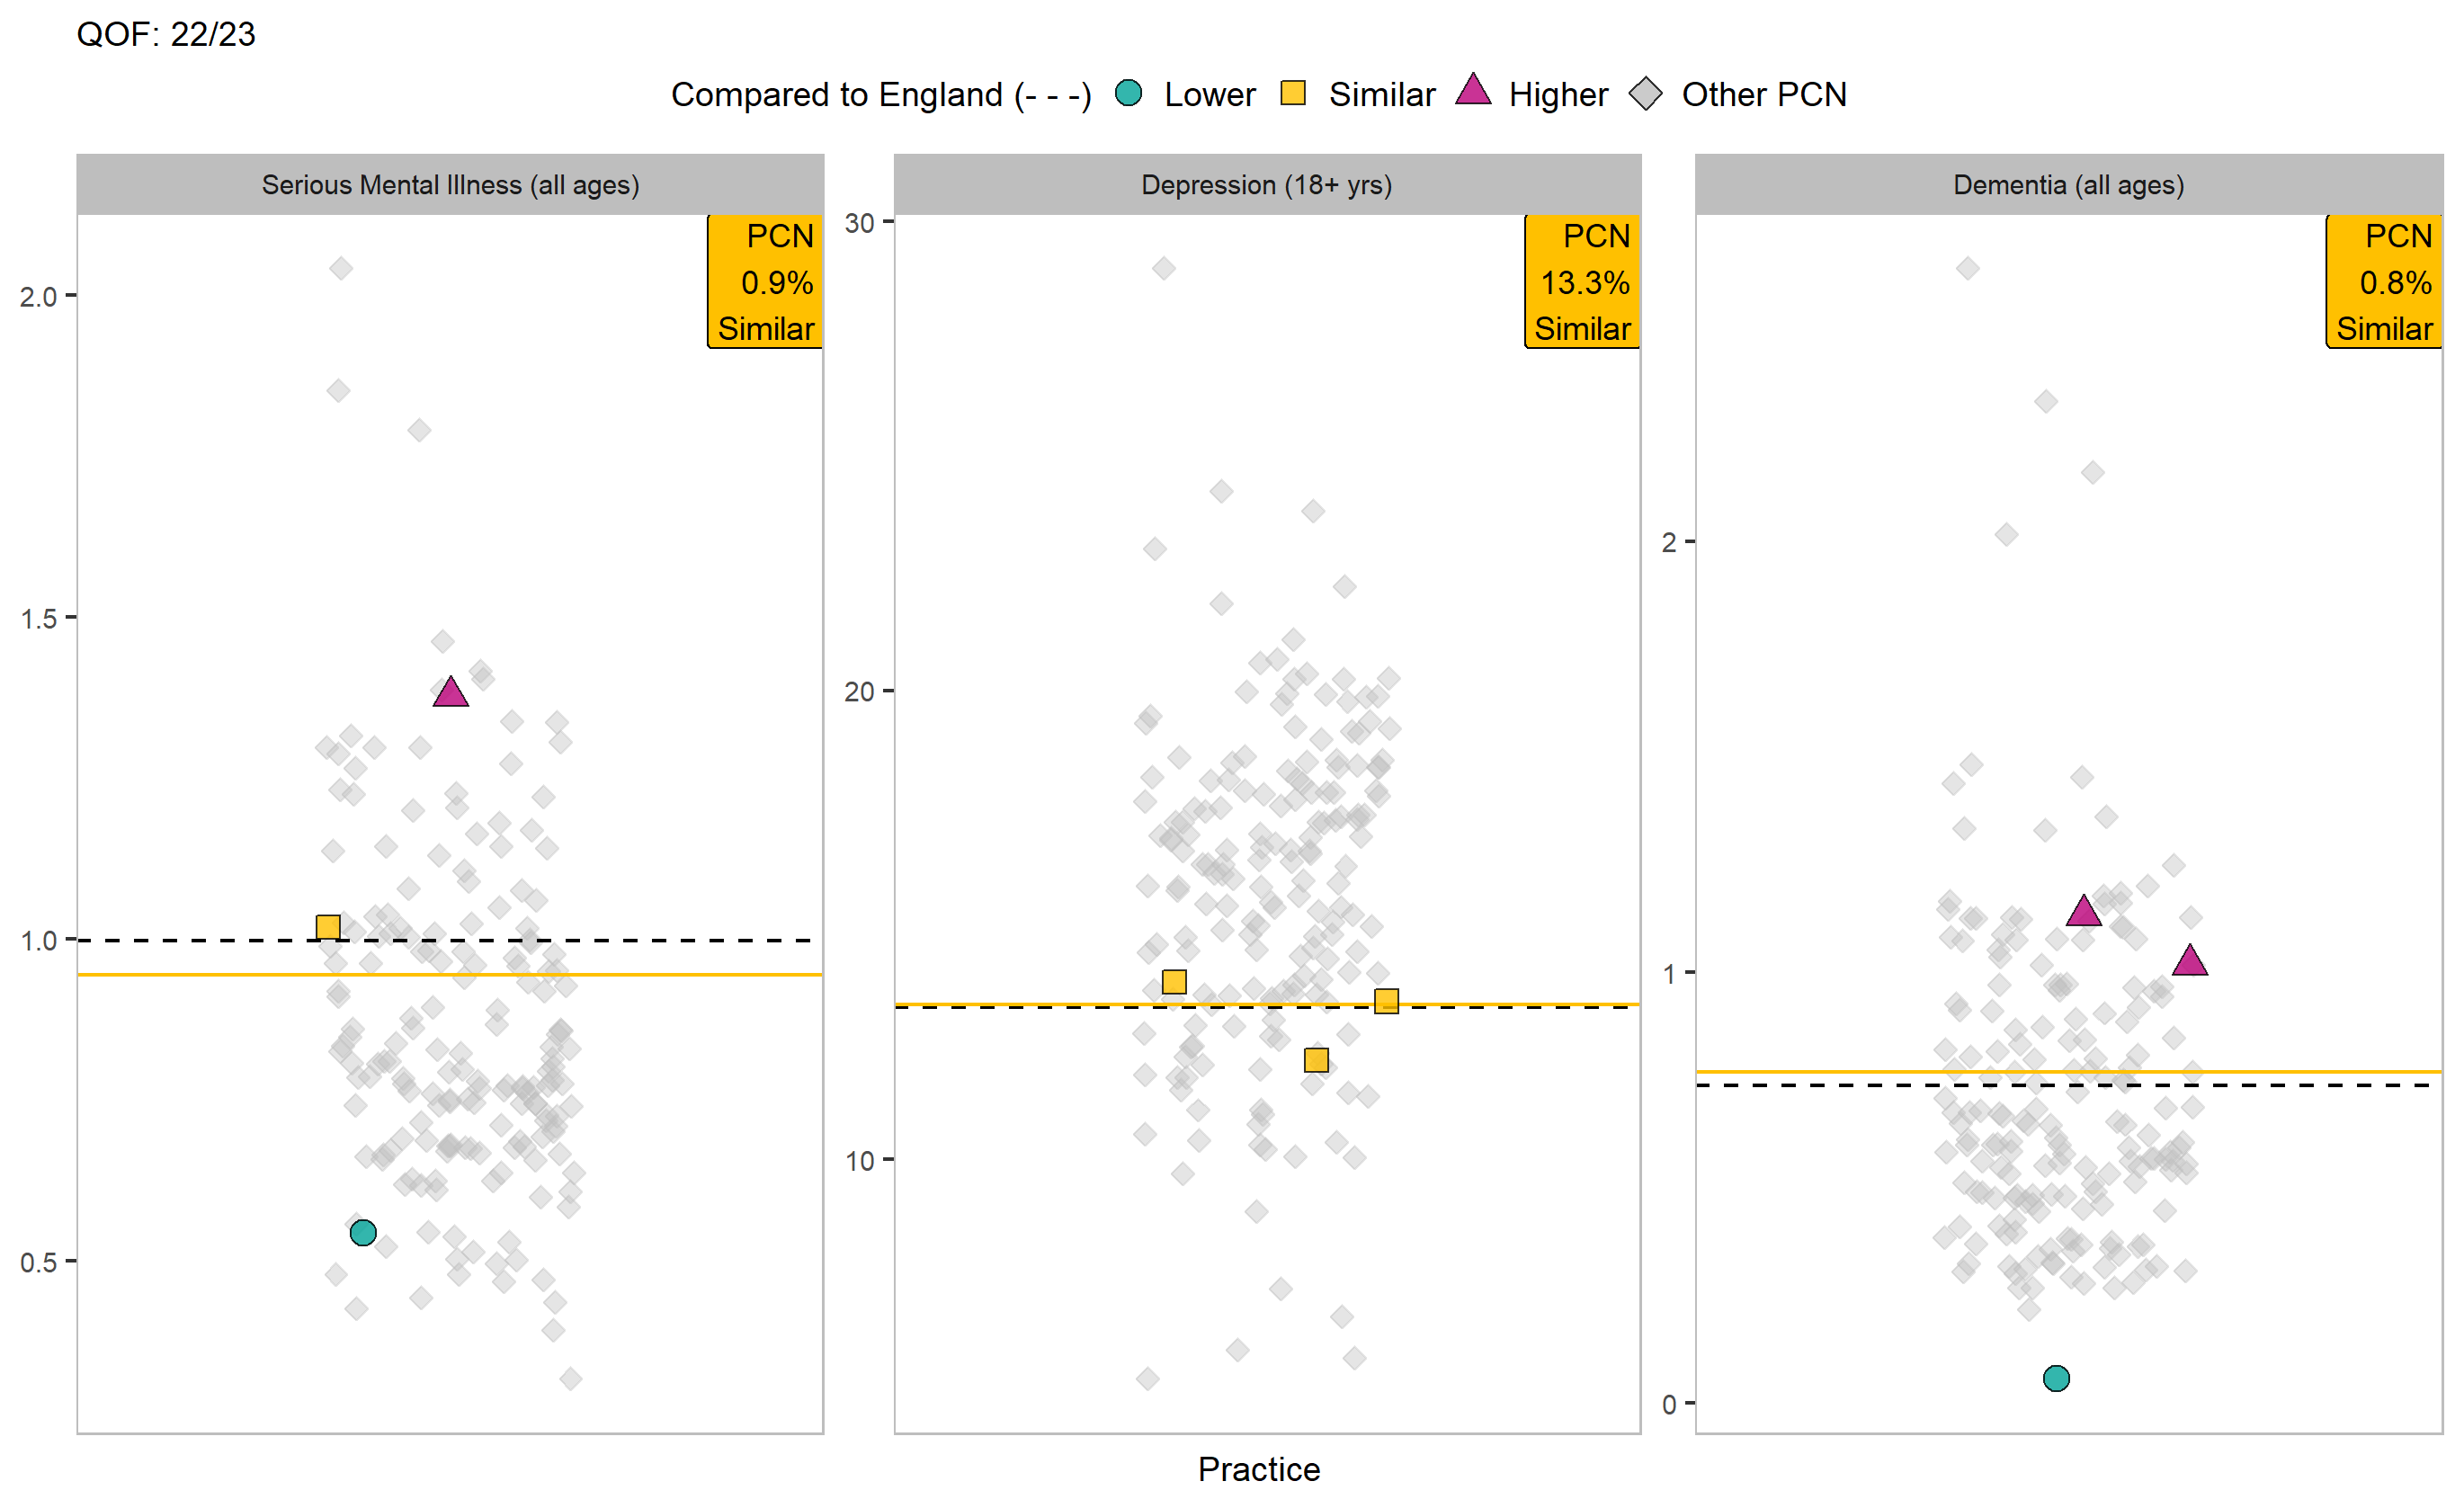 QOF: 22/23
Compared to England (- - -) Lower Similar Higher Other PCN
Serious Mental Illness (all ages)
PCN
0.9%
Similar
2.0
1.5
1.0
0.5
Depression (18+ yrs)
PCN
13.3%
Similar
30
20
10
Dementia (all ages)
PCN
0.8%
Similar
2
1
0
Practice